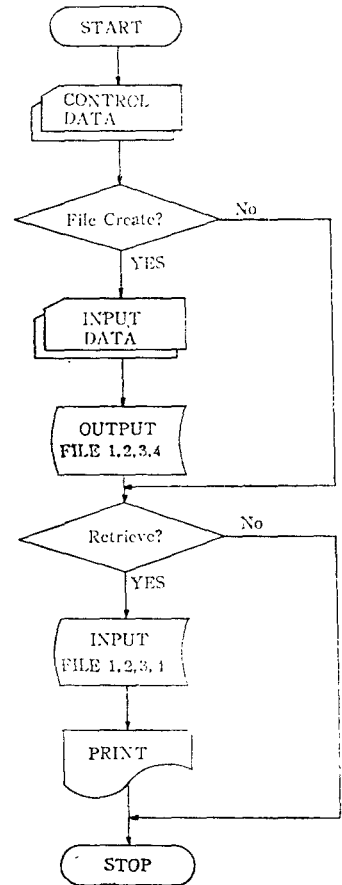 START
CONTROL
DATA
File Create?
No
YES
INPUT
DATA
OUTPUT
FILE 1,2,3,4
Retrieve?
No
YES
INPUT
FILE 1,2,3,4
PRINT
STOP